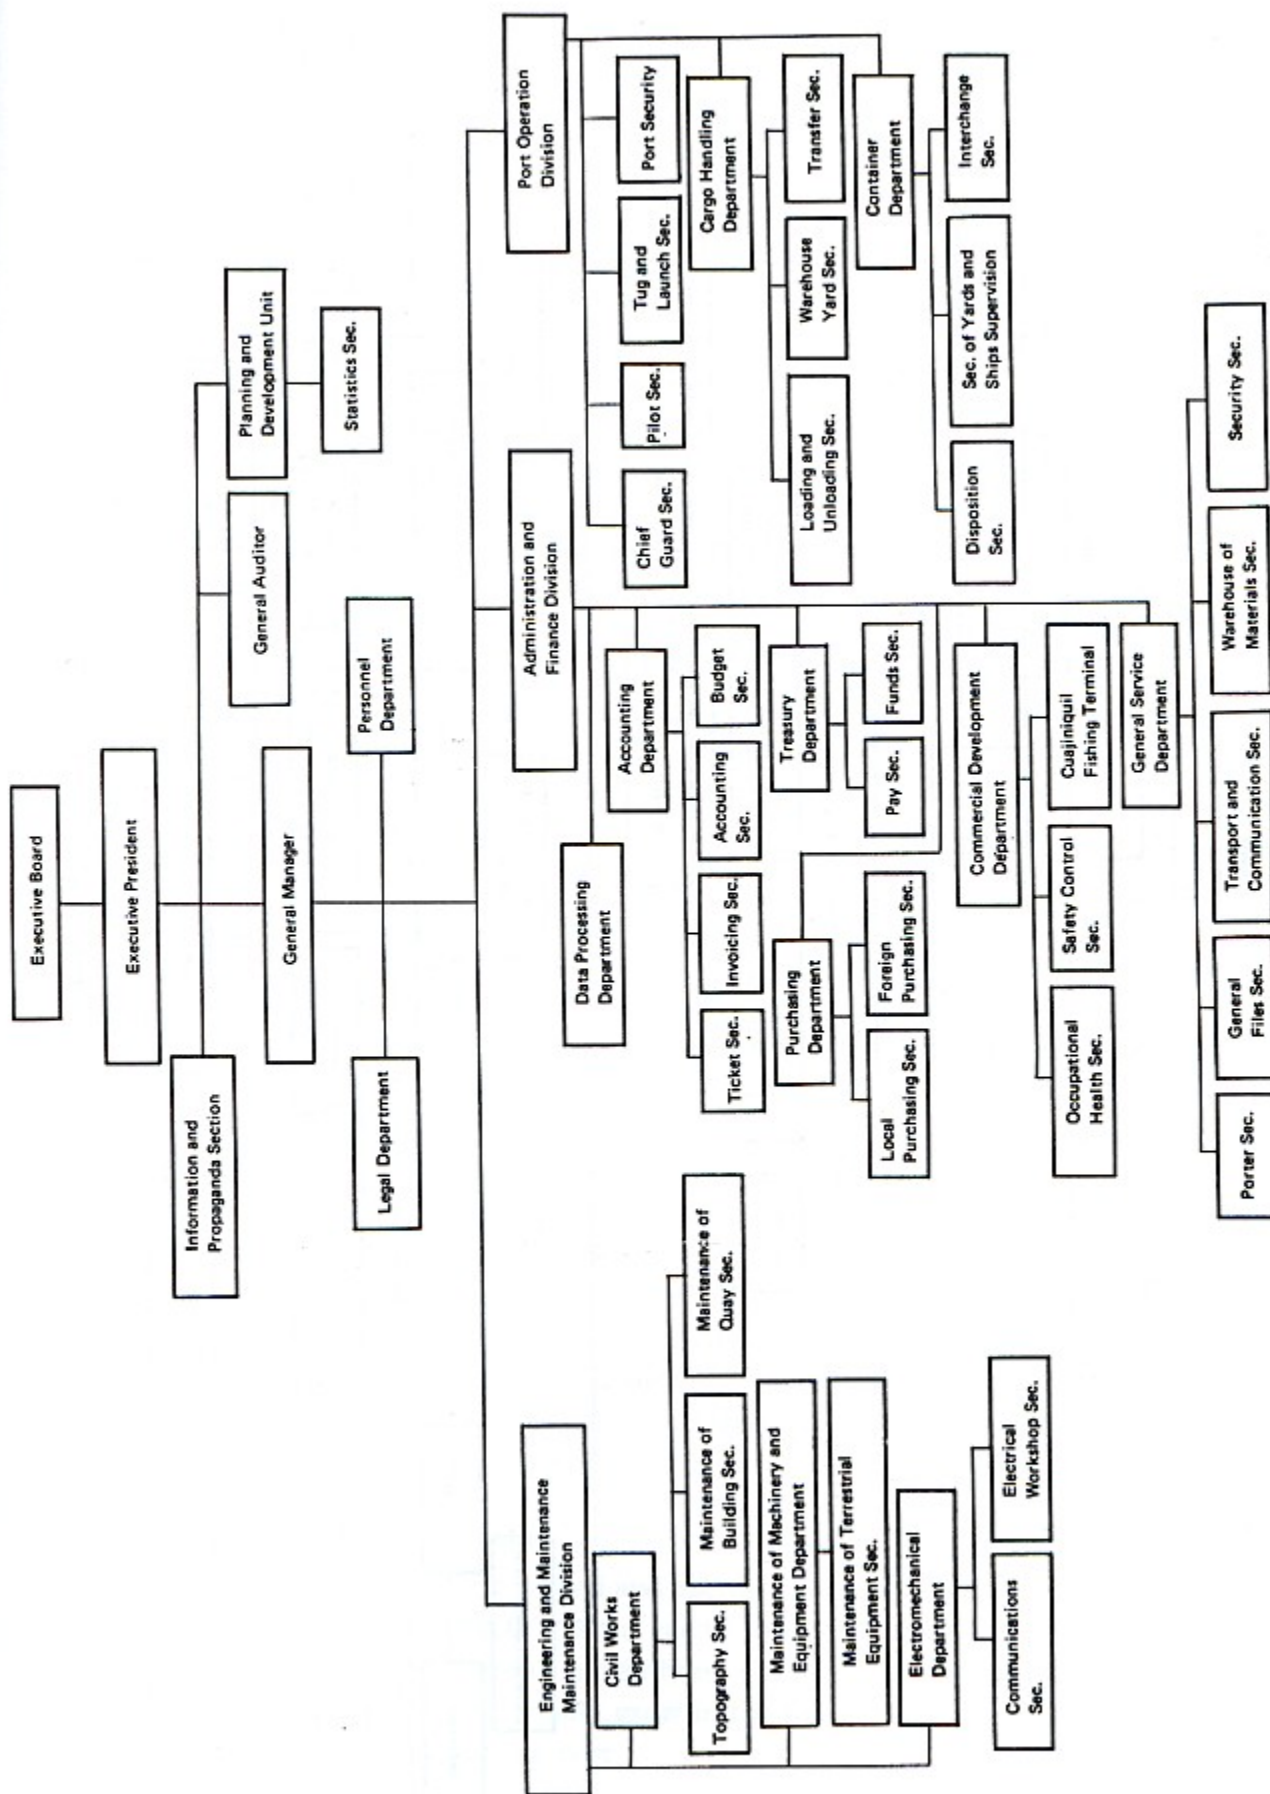 Executive Board
Executive President
Information and
Propaganda Section
General Auditor
Planning and
Development Unit
Statistics Sec.
General Manager
Legal Department
Personnel
Department
Engineering and Maintenance
Maintenance Division
Civil Works
Department
Topography Sec.
Maintenance of
Building Sec.
Maintenance of
Quay Sec.
Maintenance of Machinery and
Equipment Department
Maintenance of Terrestrial
Equipment Sec.
Electromechanical
Department
Communications
Sec.
Electrical
Workshop Sec.
Administration and
Finance Division
Data Processing
Department
Accounting
Department
Ticket Sec.
Invoicing Sec.
Accounting
Sec.
Budget
Sec.
Treasury
Department
Pay Sec.
Funds Sec.
Purchasing
Department
Local
Purchasing Sec.
Foreign
Purchasing Sec.
Commercial Development
Department
Occupational
Health Sec.
Safety Control
Sec.
Cuajiniquil
Fishing Terminal
General Service
Department
Porter Sec.
General
Files Sec.
Transport and
Communication Sec.
Warehouse of
Materials Sec.
Security Sec.
Port Operation
Division
Chief
Guard Sec.
Pilot Sec.
Tug and
Launch Sec.
Port Security
Cargo Handling
Department
Loading and
Unloading Sec.
Warehouse
Yard Sec.
Transfer Sec.
Container
Department
Disposition
Sec.
Sec. of Yards and
Ships Supervision
Interchange
Sec.